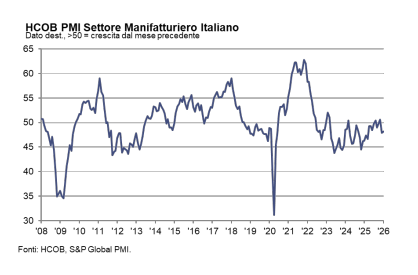 HCOB PMI Settore Manifatturiero Italiano
Dato dest., >50 = crescita dal mese precedente
65
60
55
50
45
40
35
30
'08 '09 '10 '11 '12 '13 '14 '15 '16 '17 '18 '19 '20 '21 '22 '23 '24 '25 '26
Fonti: HCOB, S&P Global PMI.